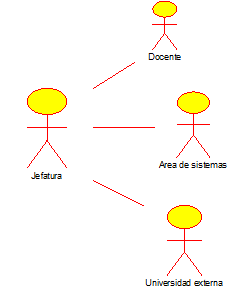 Docente
Jefatura
Area de sistemas
Universidad externa